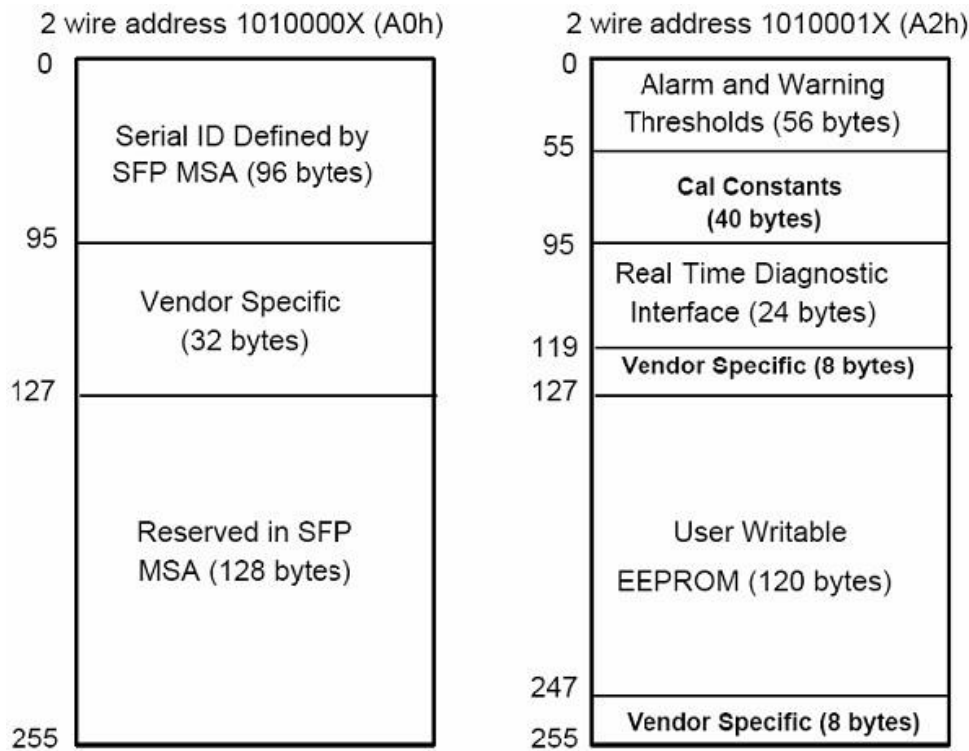 2 wire address 1010000X (A0h)
0
Serial ID Defined by
SFP MSA (96 bytes)
95
Vendor Specific
(32 bytes)
127
Reserved in SFP
MSA (128 bytes)
255
2 wire address 1010001X (A2h)
0
Alarm and Warning
Thresholds (56 bytes)
55
Cal Constants
(40 bytes)
95
Real Time Diagnostic
Interface (24 bytes)
119
Vendor Specific (8 bytes)
127
User Writable
EEPROM (120 bytes)
247
Vendor Specific (8 bytes)
255